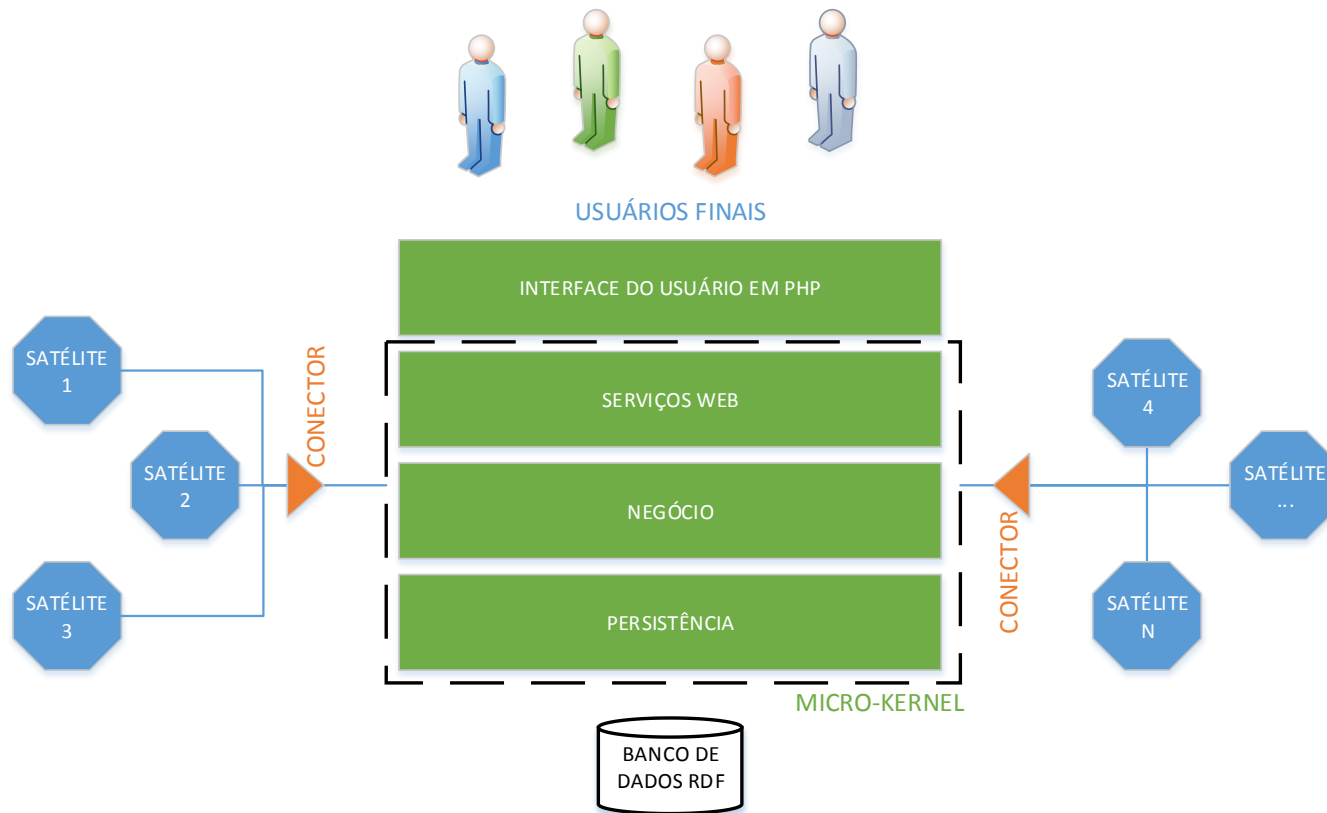 USUÁRIOS FINAIS
INTERFACE DO USUÁRIO EM PHP
SATÉLITE
1
CONECTOR
SERVIÇOS WEB
SATÉLITE
4
SATÉLITE
2
NEGÓCIO
SATÉLITE
...
SATÉLITE
3
PERSISTÊNCIA
CONECTOR
SATÉLITE
N
MICRO-KERNEL
BANCO DE
DADOS RDF